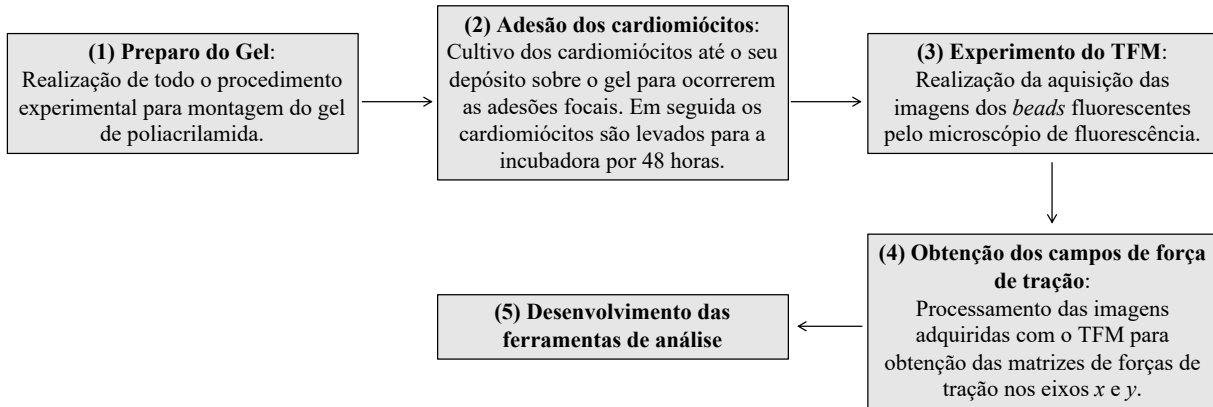 (1) Preparo do Gel:
Realização de todo o procedimento
experimental para montagem do gel
de poliacrilamida.
(2) Adesão dos cardiomiócitos:
Cultivo dos cardiomiócitos até o seu
depósito sobre o gel para ocorrerem
as adesões focais. Em seguida os
cardiomiócitos são levados para a
incubadora por 48 horas.
(3) Experimento do TFM:
Realização da aquisição das
imagens dos beads fluorescentes
pelo microscópio de fluorescência.
(4) Obtenção dos campos de força
de tração:
Processamento das imagens
adquiridas com o TFM para
obtenção das matrizes de forças de
tração nos eixos x e y.
(5) Desenvolvimento das
ferramentas de análise